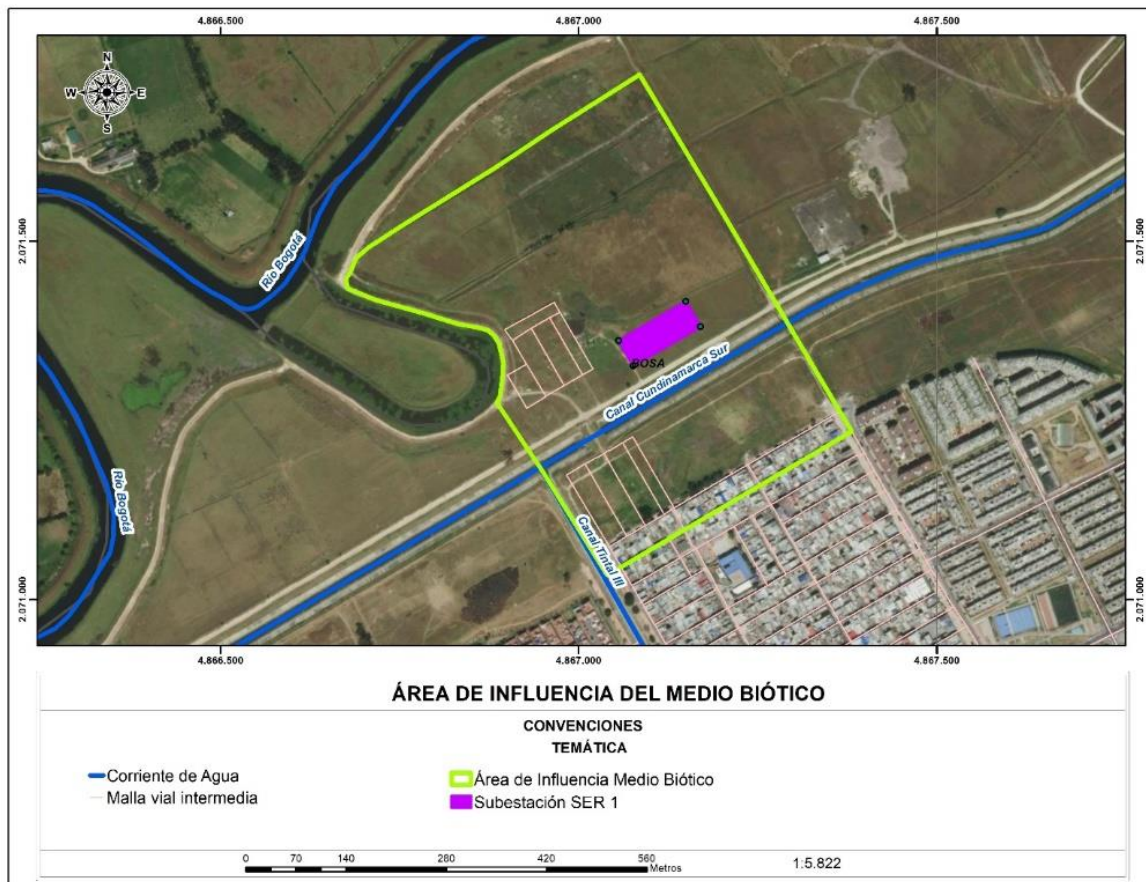 4.866.500 4.867.000 4.867.500
N
W E
S
2.071.500 2.071.500
Río Bogotá
BOSA
Canal Cundinamarca Sur
Río Bogotá
Canal Tintal III
2.071.000 2.071.000
4.866.500 4.867.000 4.867.500
ÁREA DE INFLUENCIA DEL MEDIO BIÓTICO
CONVENCIONES
TEMÁTICA
Corriente de Agua Área de Influencia Medio Biótico
Malla vial intermedia Subestación SER 1
0 70 140 280 420 560
Metros
1:5.822